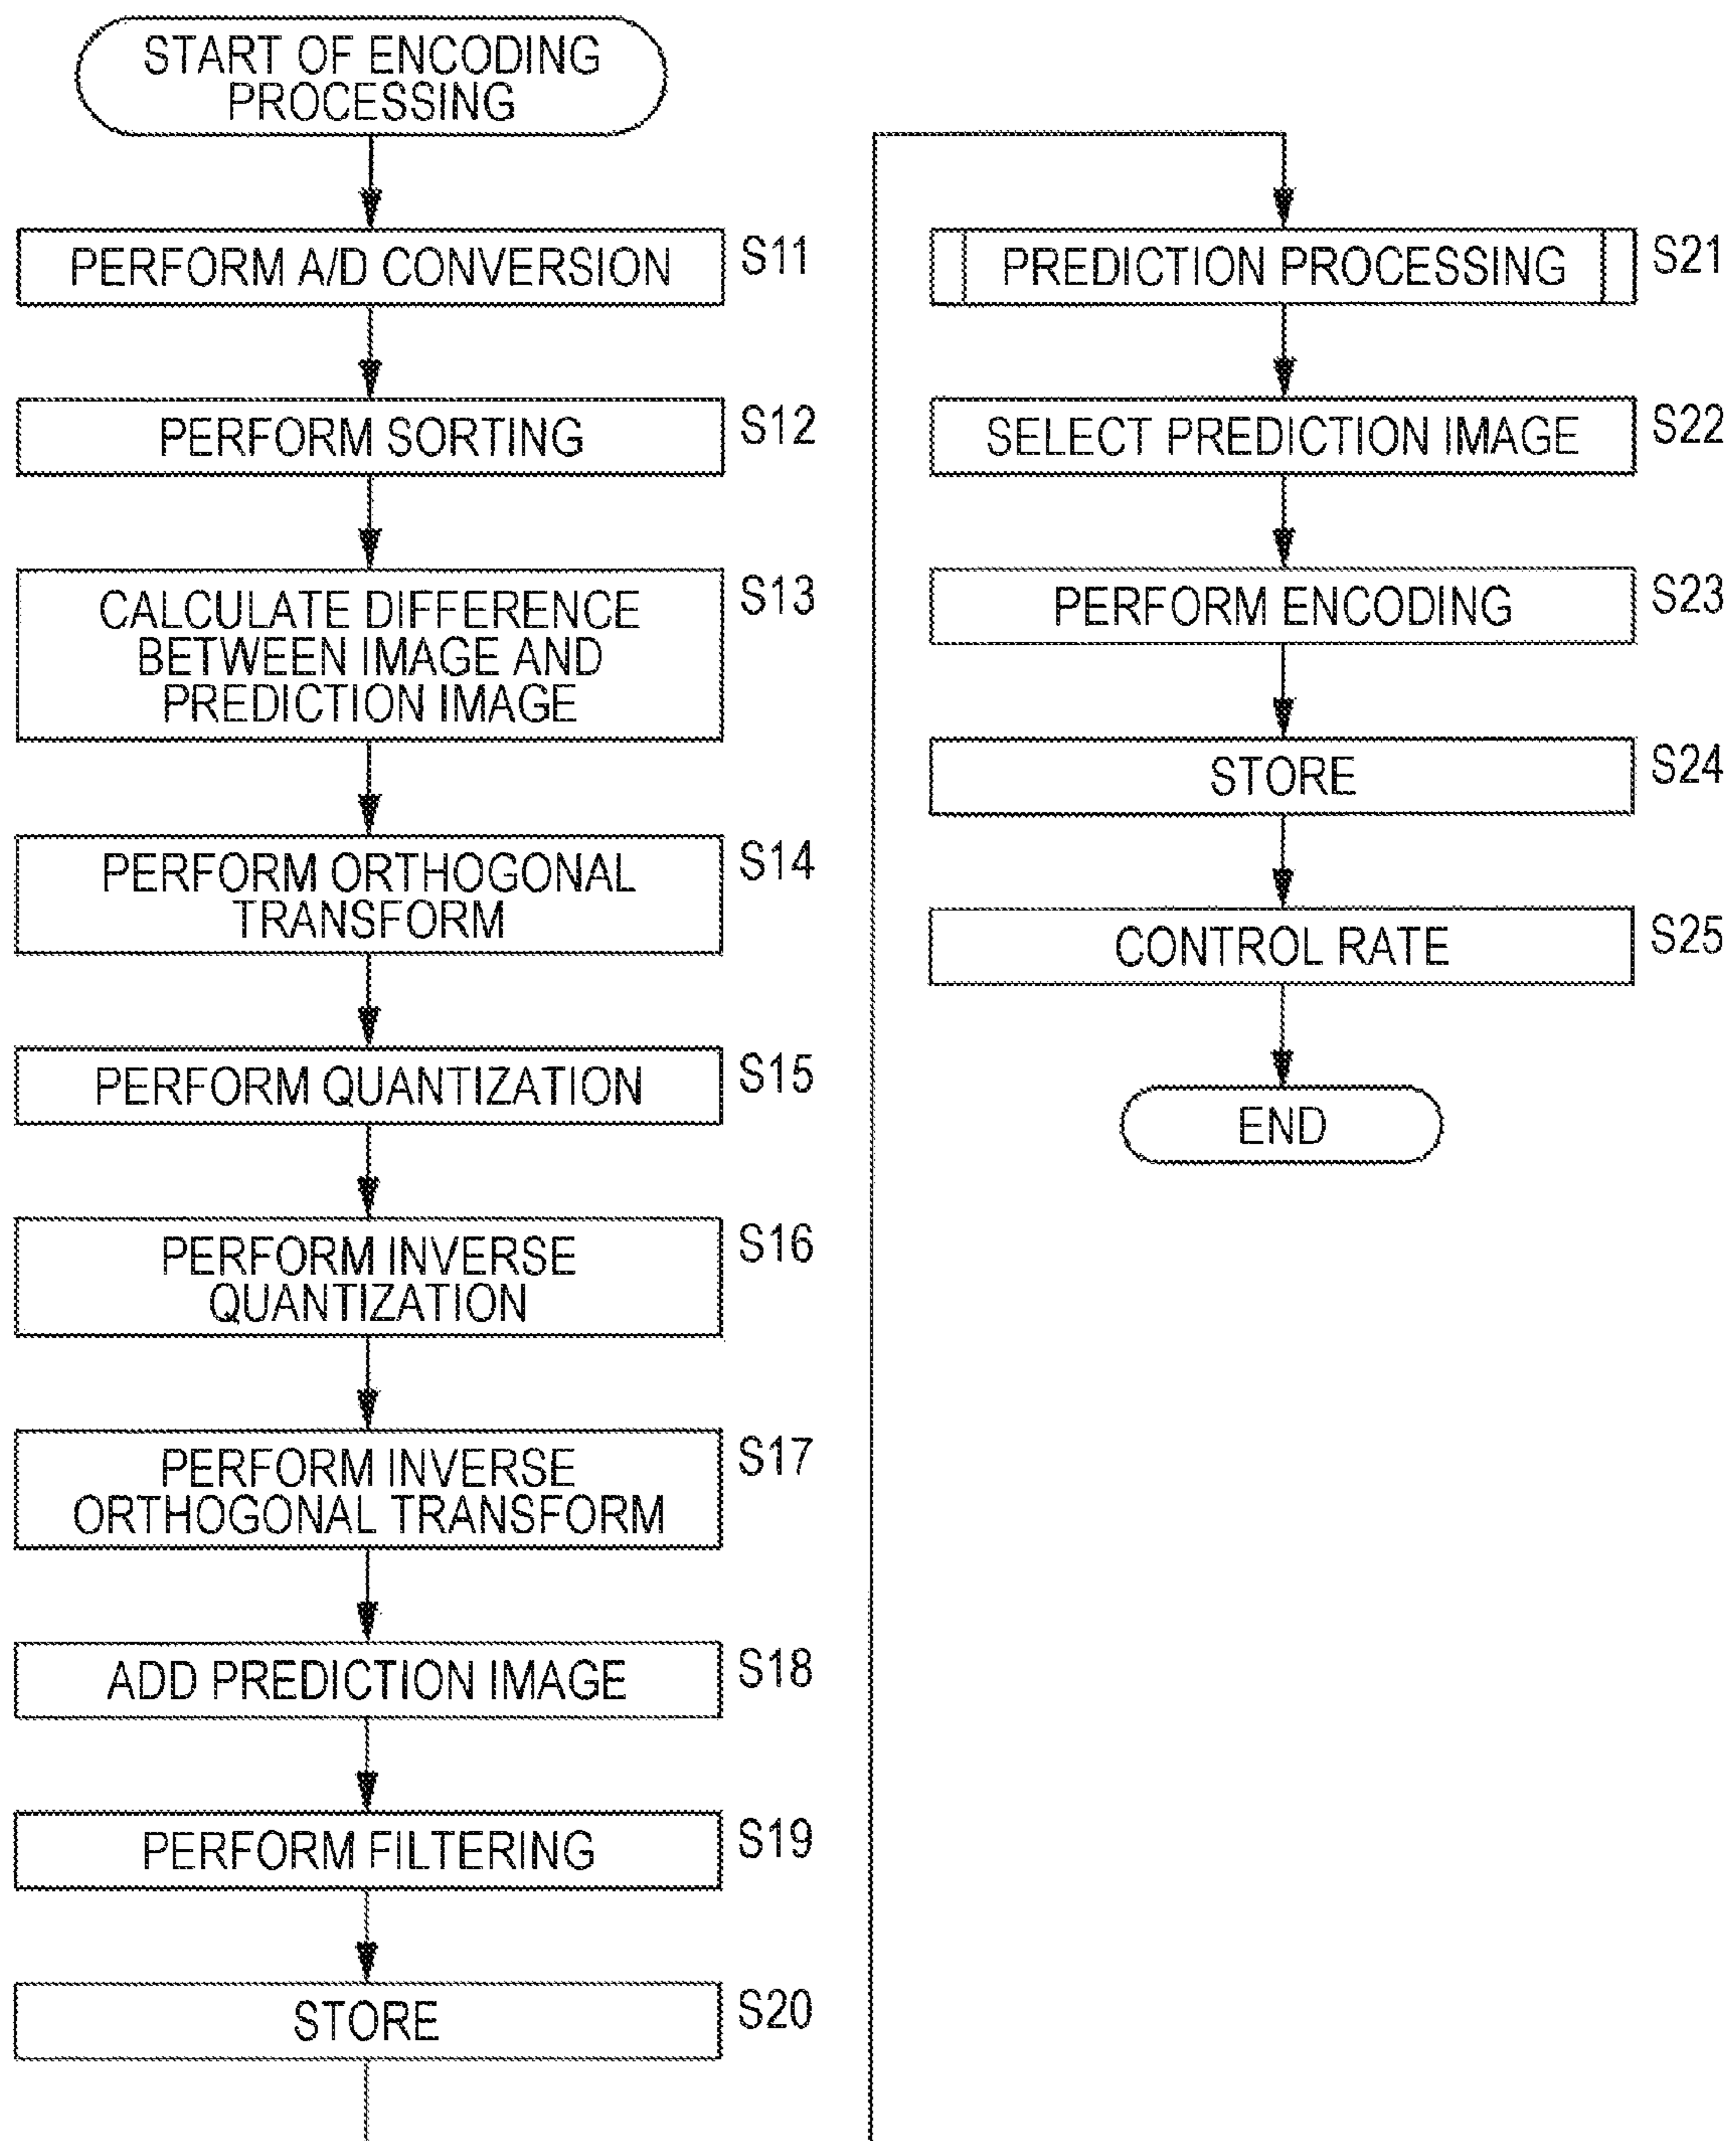 START OF ENCODING
PROCESSING
PERFORM A/D CONVERSION
S11
PERFORM SORTING
S12
CALCULATE DIFFERENCE
BETWEEN IMAGE AND
PREDICTION IMAGE
S13
PERFORM ORTHOGONAL
TRANSFORM
S14
PERFORM QUANTIZATION
S15
PERFORM INVERSE
QUANTIZATION
S16
PERFORM INVERSE
ORTHOGONAL TRANSFORM
S17
ADD PREDICTION IMAGE
S18
PERFORM FILTERING
S19
STORE
S20
PREDICTION PROCESSING
S21
SELECT PREDICTION IMAGE
S22
PERFORM ENCODING
S23
STORE
S24
CONTROL RATE
S25
END